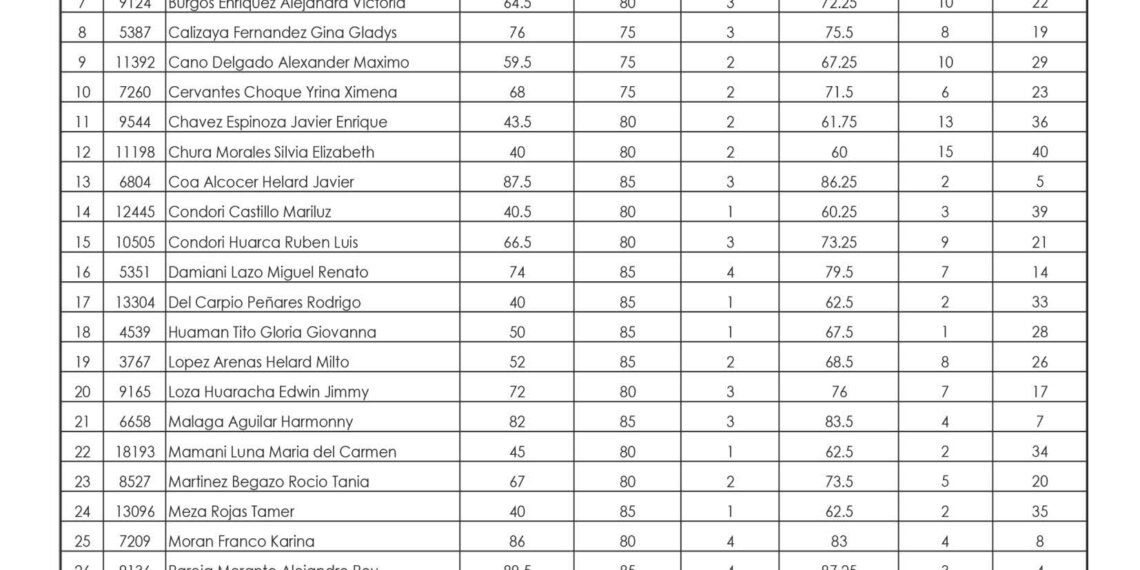 7 9124 Burgos Enriquez Alejandra Victoria 64.5 80 3 72.25 10 22
8 5387 Calizaya Fernandez Gina Gladys 76 75 3 75.5 8 19
9 11392 Cano Delgado Alexander Maximo 59.5 75 2 67.25 10 29
10 7260 Cervantes Choque Yrina Ximena 68 75 2 71.5 6 23
11 9544 Chavez Espinoza Javier Enrique 43.5 80 2 61.75 13 36
12 11198 Chura Morales Silvia Elizabeth 40 80 2 60 15 40
13 6804 Coa Alcocer Helard Javier 87.5 85 3 86.25 2 5
14 12445 Condori Castillo Mariluz 40.5 80 1 60.25 3 39
15 10505 Condori Huarca Ruben Luis 66.5 80 3 73.25 9 21
16 5351 Damiani Lazo Miguel Renato 74 85 4 79.5 7 14
17 13304 Del Carpio Peñares Rodrigo 40 85 1 62.5 2 33
18 4539 Huaman Tito Gloria Giovanna 50 85 1 67.5 1 28
19 3767 Lopez Arenas Helard Milto 52 85 2 68.5 8 26
20 9165 Loza Huaracha Edwin Jimmy 72 80 3 76 7 17
21 6658 Malaga Aguilar Harmonny 82 85 3 83.5 4 7
22 18193 Mamani Luna Maria del Carmen 45 80 1 62.5 2 34
23 8527 Martinez Begazo Rocio Tania 67 80 2 73.5 5 20
24 13096 Meza Rojas Tamer 40 85 1 62.5 2 35
25 7209 Moran Franco Karina 86 80 4 83 4 8